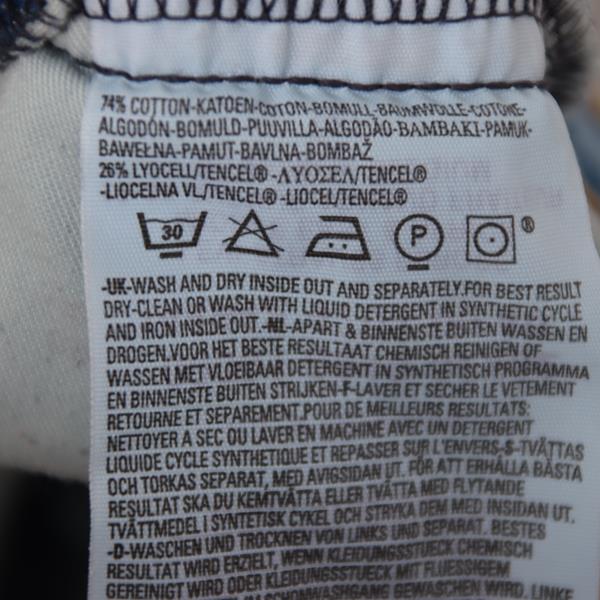 74% COTTON-KATOEN-COTON-BOMULL-BAUMWOLLE-COTONE-
ALGODÓN-BOMULD-PUUVILLA-ALGODÃO-BAMBAKI-PAMUK-
BAWEŁNA-PAMUT-BAVLNA-BOMBAŽ
26% LYOCELL/TENCEL®-ΛΥΟΣΕΛ/TENCEL®
-LIOCELNA VL/TENCEL®-LIOCEL/TENCEL®
30 P ®
-UK-WASH AND DRY INSIDE OUT AND SEPARATELY.FOR BEST RESULT
DRY-CLEAN OR WASH WITH LIQUID DETERGENT IN SYNTHETIC CYCLE
AND IRON INSIDE OUT.-NL-APART & BINNENSTE BUITEN WASSEN EN
DROGEN.VOOR HET BESTE RESULTAAT CHEMISCH REINIGEN OF
WASSEN MET VLOEIBAAR DETERGENT IN SYNTHETISCH PROGRAMMA
EN BINNENSTE BUITEN STRIJKEN-F-LAVER ET SECHER LE VETEMENT
RETOURNE ET SEPAREMENT.POUR DE MEILLEURS RESULTATS:
NETTOYER A SEC OU LAVER EN MACHINE AVEC UN DETERGENT
LIQUIDE CYCLE SYNTHETIQUE ET REPASSER SUR L'ENVERS-S-TVÄTTAS
OCH TORKAS SEPARAT, MED AVIGSIDAN UT. FÖR ATT ERHÅLLA BÄSTA
RESULTAT SKA DU KEMTVÄTTA ELLER TVÄTTA MED FLYTANDE
TVÄTTMEDEL I SYNTETISK CYKEL OCH STRYKA DEM MED INSIDAN UT.
-D-WASCHEN UND TROCKNEN VON LINKS UND SEPARAT. BESTES
RESULTAT WIRD ERZIELT, WENN KLEIDUNGSSTUECK CHEMISCH
GEREINIGT WIRD ODER KLEIDUNGSSTUECK MIT FLUESSIGEM
IM SCHONWASHGANG GEWASCHEN WIRD. LINKE